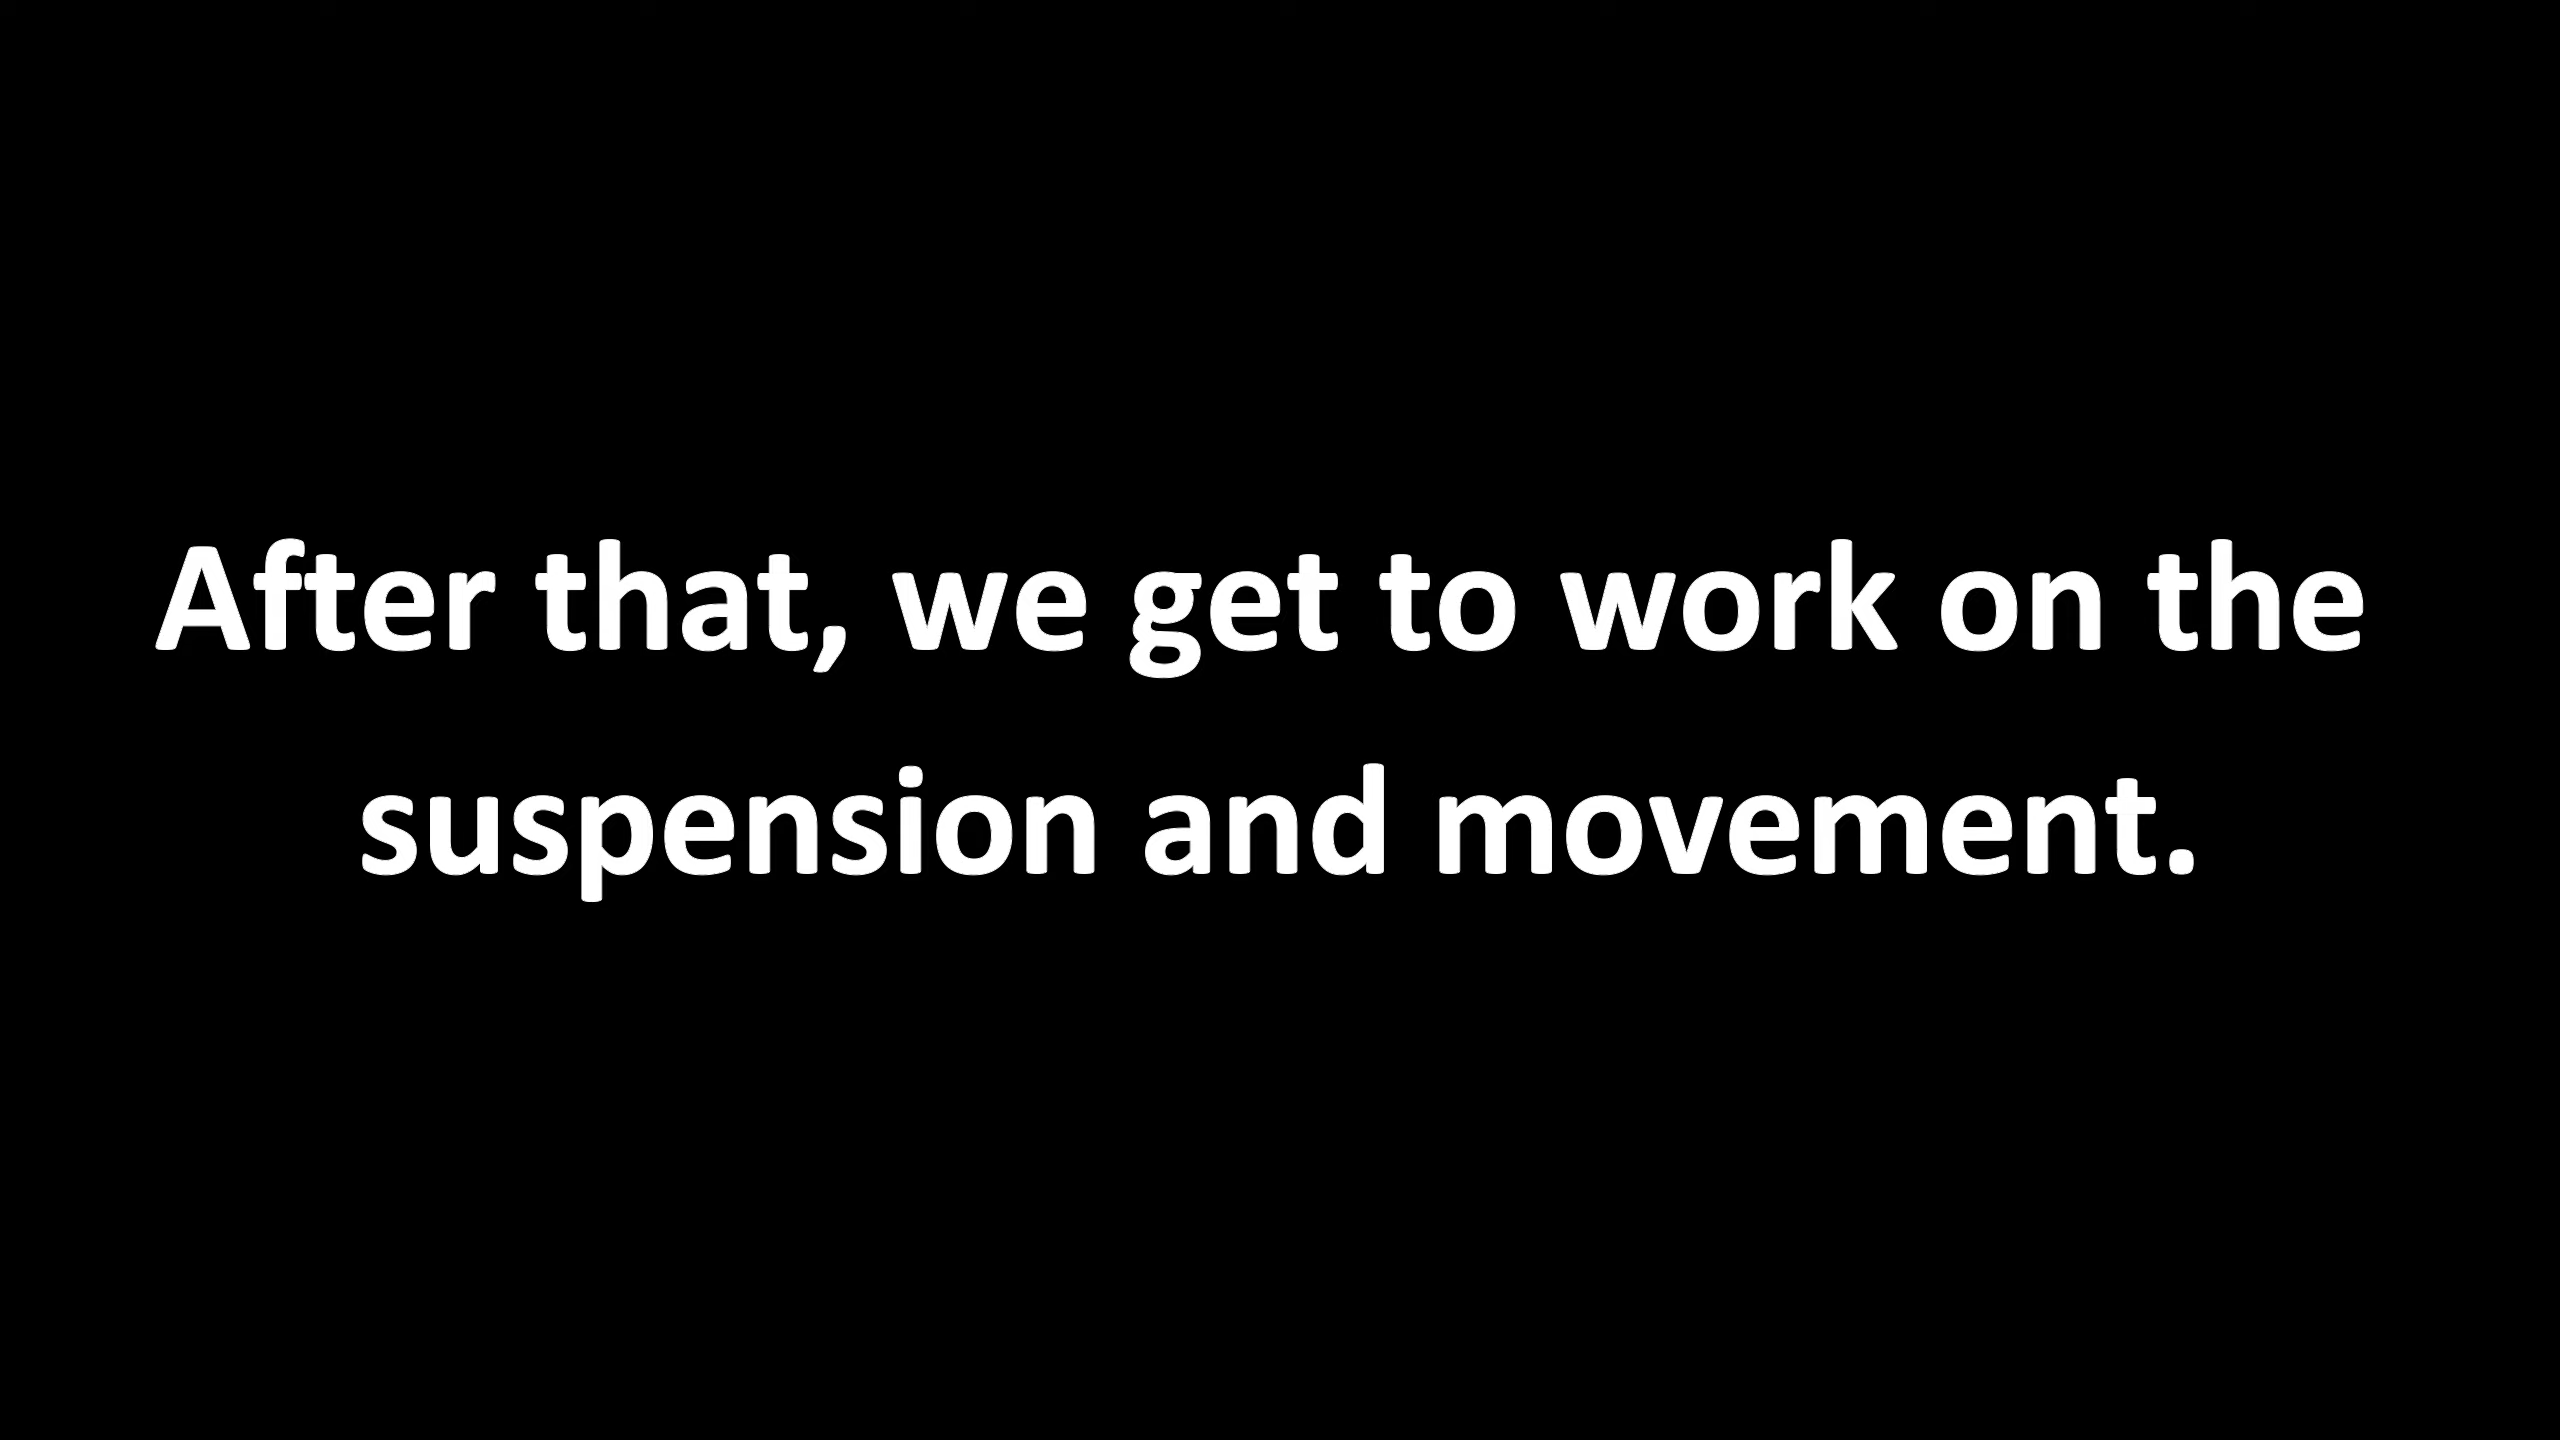 After that, we get to work on the
suspension and movement.